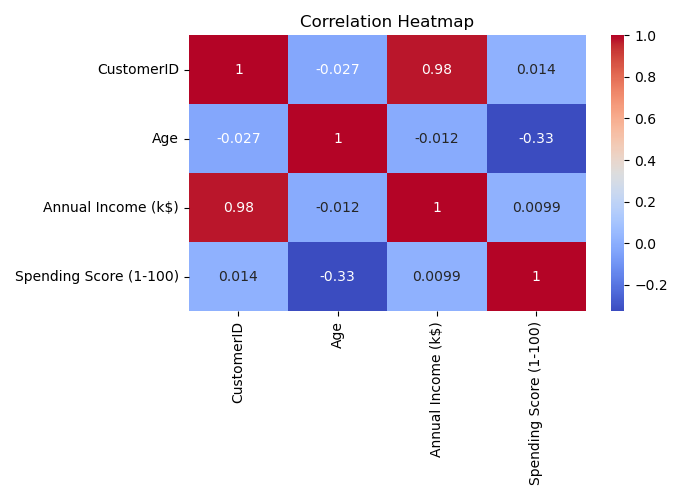 Correlation Heatmap
CustomerID 1 -0.027 0.98 0.014
Age -0.027 1 -0.012 -0.33
Annual Income (k$) 0.98 -0.012 1 0.0099
Spending Score (1-100) 0.014 -0.33 0.0099 1
CustomerID
Age
Annual Income (k$)
Spending Score (1-100)
1.0
0.8
0.6
0.4
0.2
0.0
−0.2